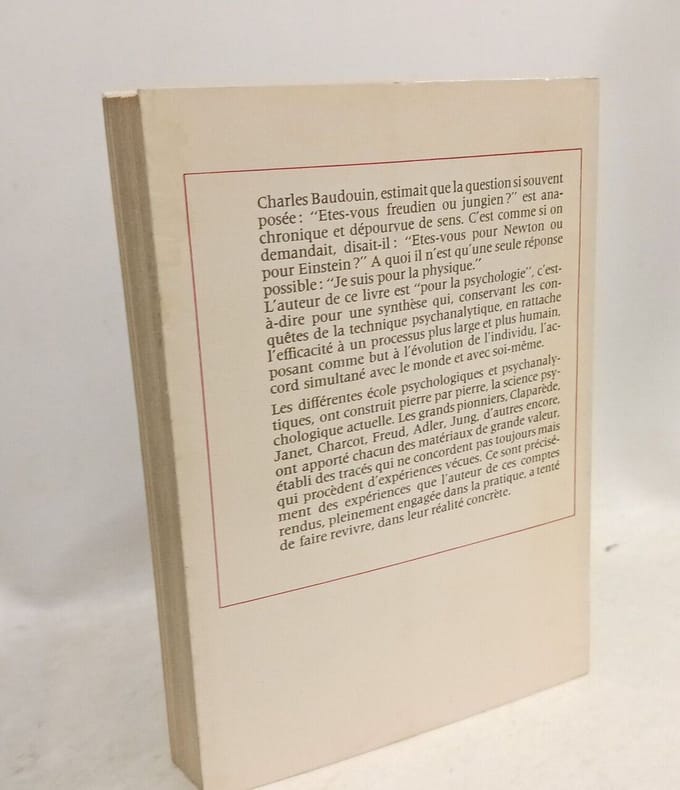 Charles Baudouin, estimait que la question si souvent
posée : "Etes-vous freudien ou jungien ?" est ana-
chronique et dépourvue de sens. C'est comme si on
demandait, disait-il : "Etes-vous pour Newton ou
pour Einstein ?" A quoi il n'est qu'une seule réponse
possible : "Je suis pour la physique."
L'auteur de ce livre est "pour la psychologie", c'est-
à-dire pour une synthèse qui, conservant les con-
quêtes de la technique psychanalytique, en rattache
l'efficacité à un processus plus large et plus humain,
posant comme but à l'évolution de l'individu, l'ac-
cord simultané avec le monde et avec soi-même.
Les différentes école psychologiques et psychanaly-
tiques, ont construit pierre par pierre, la science psy-
chologique actuelle. Les grands pionniers, Claparède,
Janet, Charcot, Freud, Adler, Jung, d'autres encore,
ont apporté chacun des matériaux de grande valeur,
établi des tracés qui ne concordent pas toujours mais
qui procèdent d'expériences vécues. Ce sont précisé-
ment des expériences que l'auteur de ces comptes
rendus, pleinement engagée dans la pratique, a tenté
de faire revivre, dans leur réalité concrète.